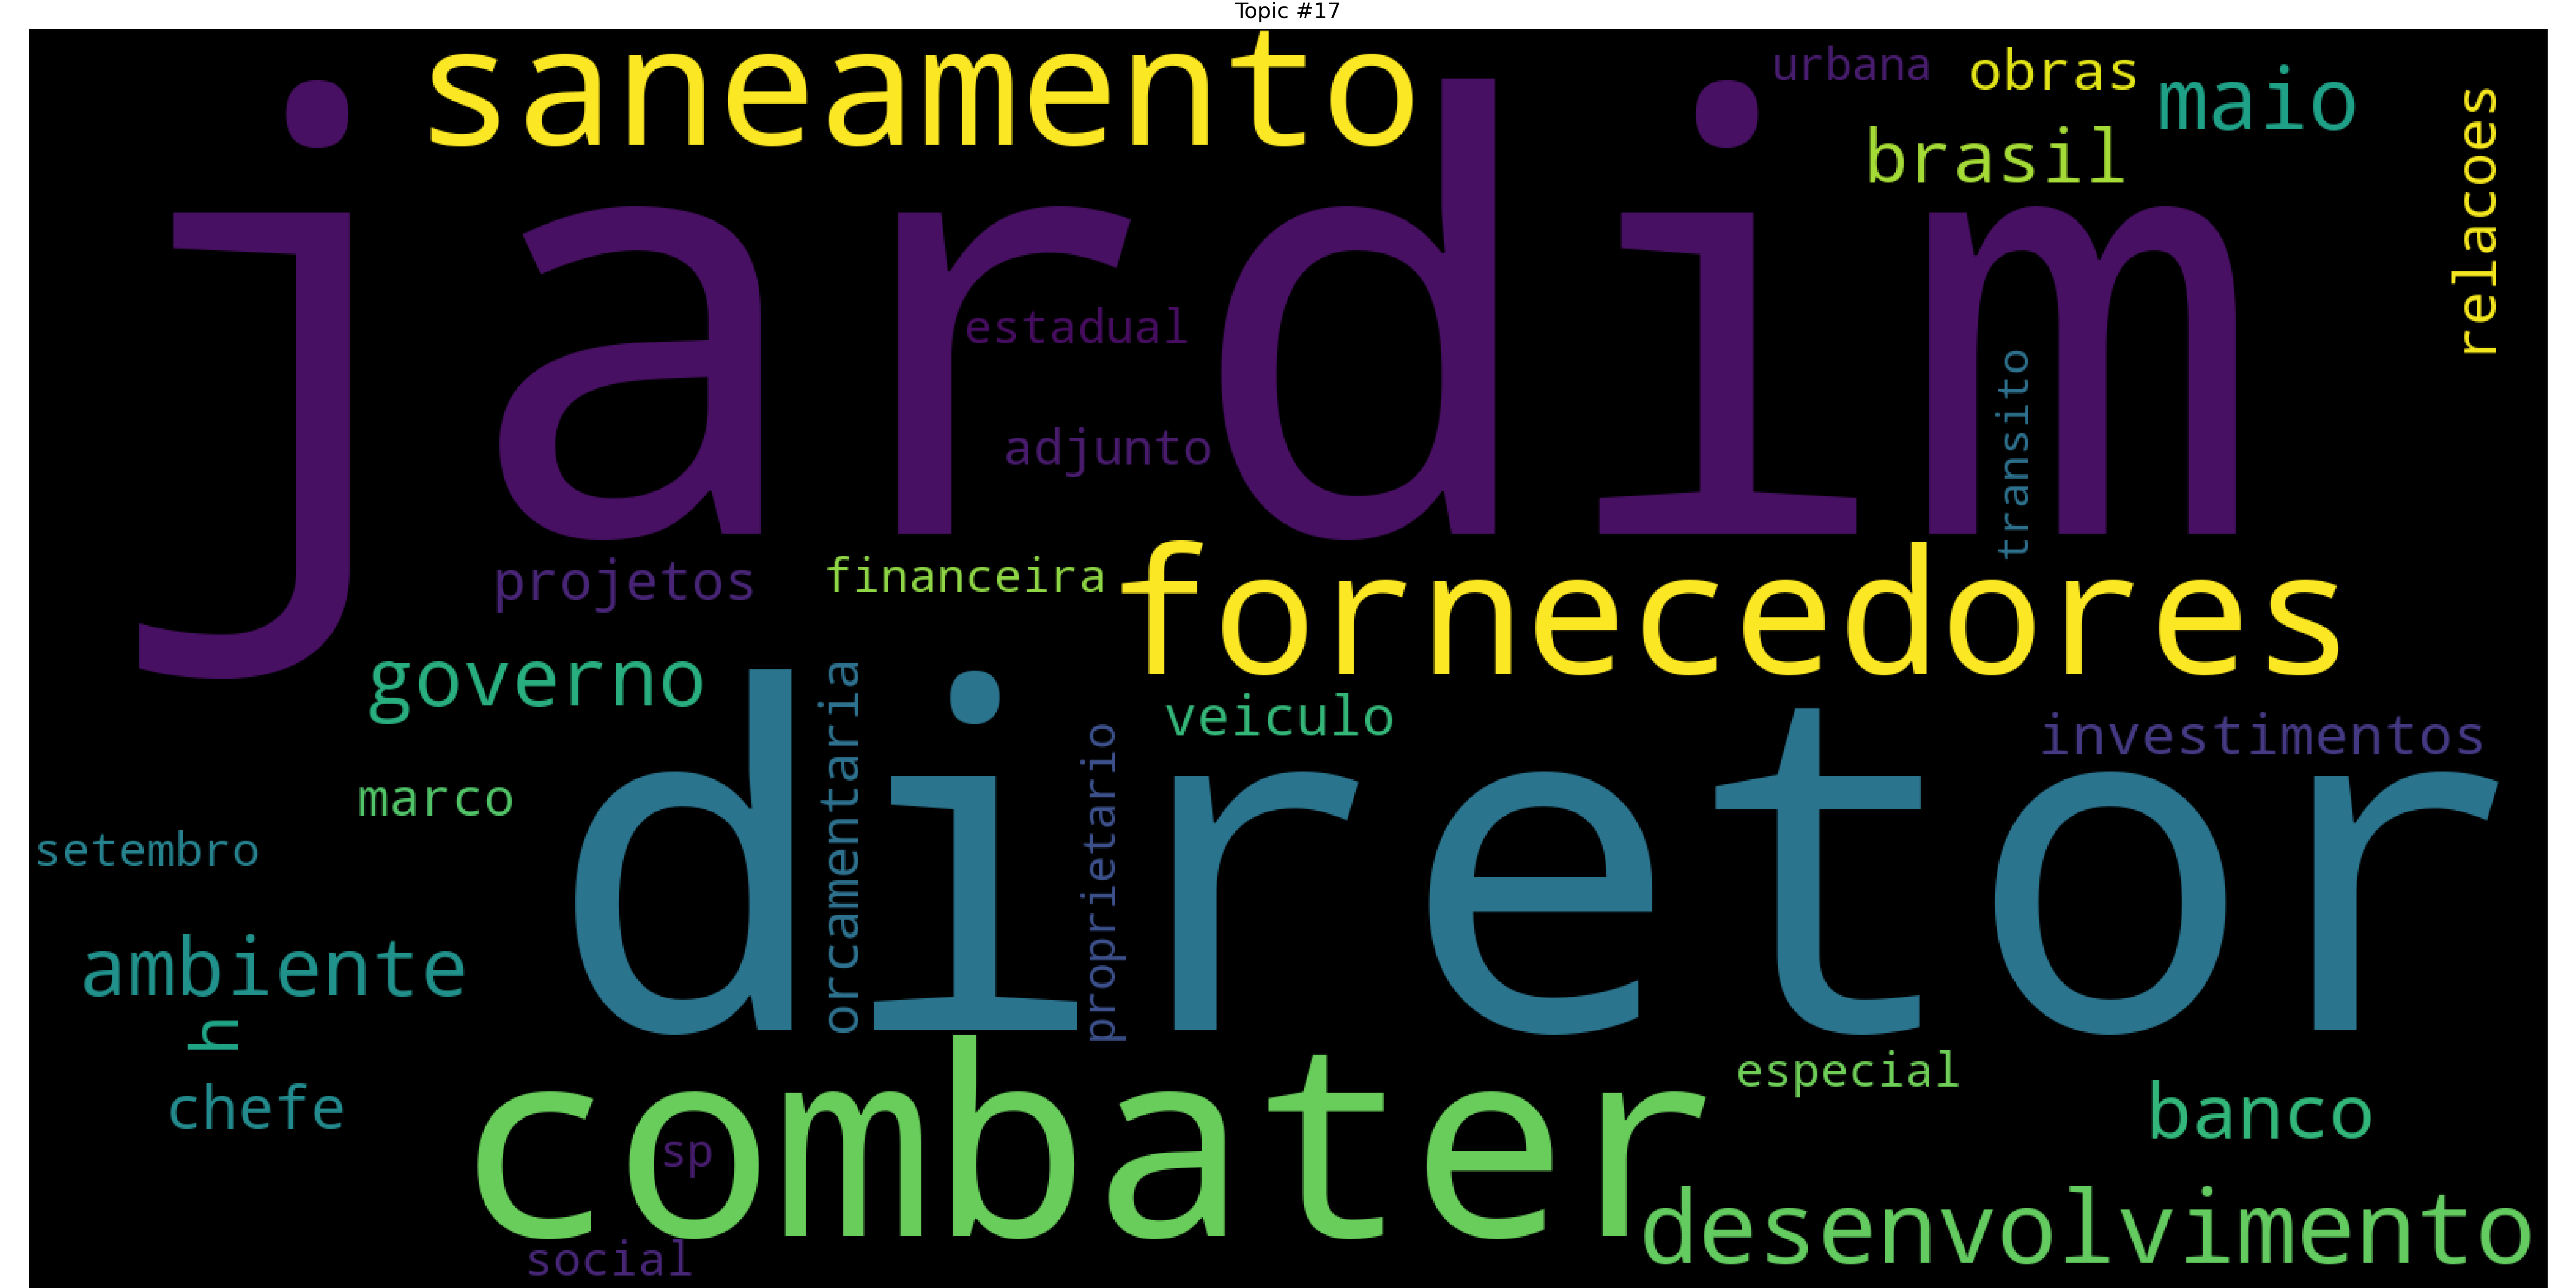 Topic #17
saneamento
urbana
obras
maio
brasil
relacoes
jardim
estadual
transito
adjunto
projetos
financeira
fornecedores
governo
orcamentaria
proprietario
veiculo
investimentos
marco
diretor
setembro
ambiente
h
chefe
combater
especial
banco
sp
desenvolvimento
social